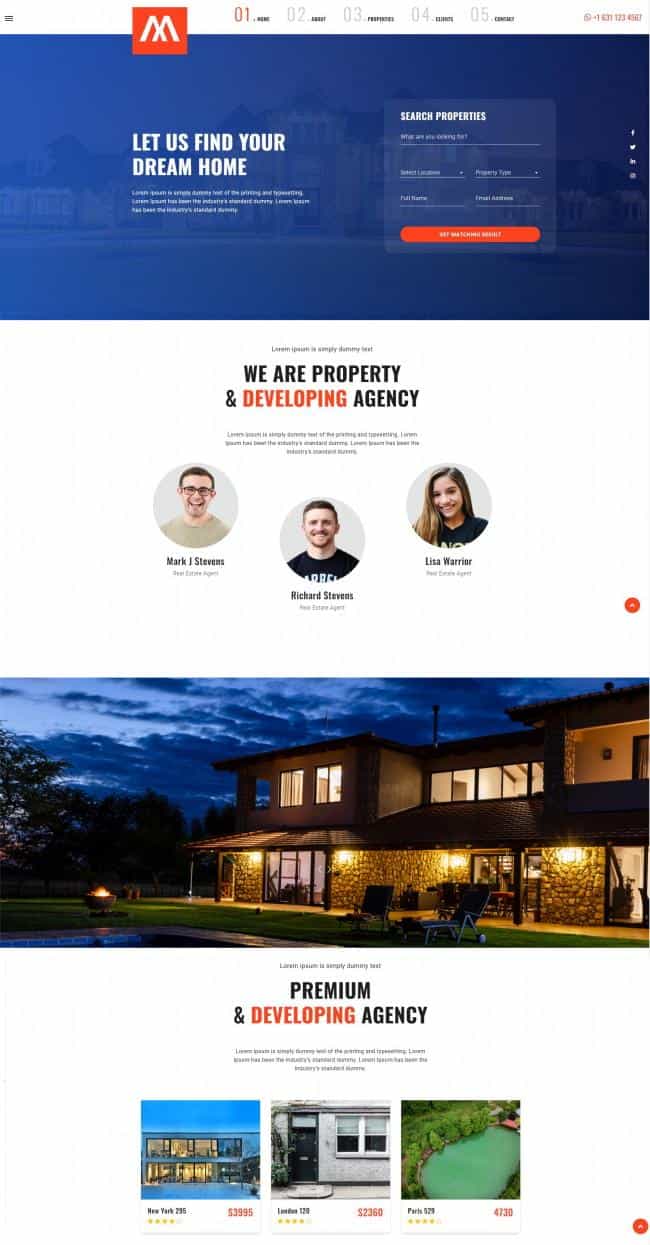 01 . HOME 02 . ABOUT 03 . PROPERTIES 04 . CLIENTS 05 . CONTACT
+1 631 123 4567
LET US FIND YOUR
DREAM HOME
Lorem ipsum is simply dummy text of the printing and typesetting.
Lorem Ipsum has been the industry's standard dummy. Lorem Ipsum
has been the industry's standard dummy.
SEARCH PROPERTIES
What are you looking for?
Select Location Property Type
Full Name Email Address
GET MATCHING RESULT
Lorem ipsum is simply dummy text
WE ARE PROPERTY
& DEVELOPING AGENCY
Lorem ipsum is simply dummy text of the printing and typesetting. Lorem
Ipsum has been the industry's standard dummy. Lorem Ipsum has been the
industry's standard dummy.
Mark J Stevens
Real Estate Agent
Richard Stevens
Real Estate Agent
Lisa Warrior
Real Estate Agent
Lorem ipsum is simply dummy text
PREMIUM
& DEVELOPING AGENCY
Lorem ipsum is simply dummy text of the printing and typesetting. Lorem
Ipsum has been the industry's standard dummy. Lorem Ipsum has been the
industry's standard dummy.
New York 295 $3995
London 120 $2360
Paris 529 4730